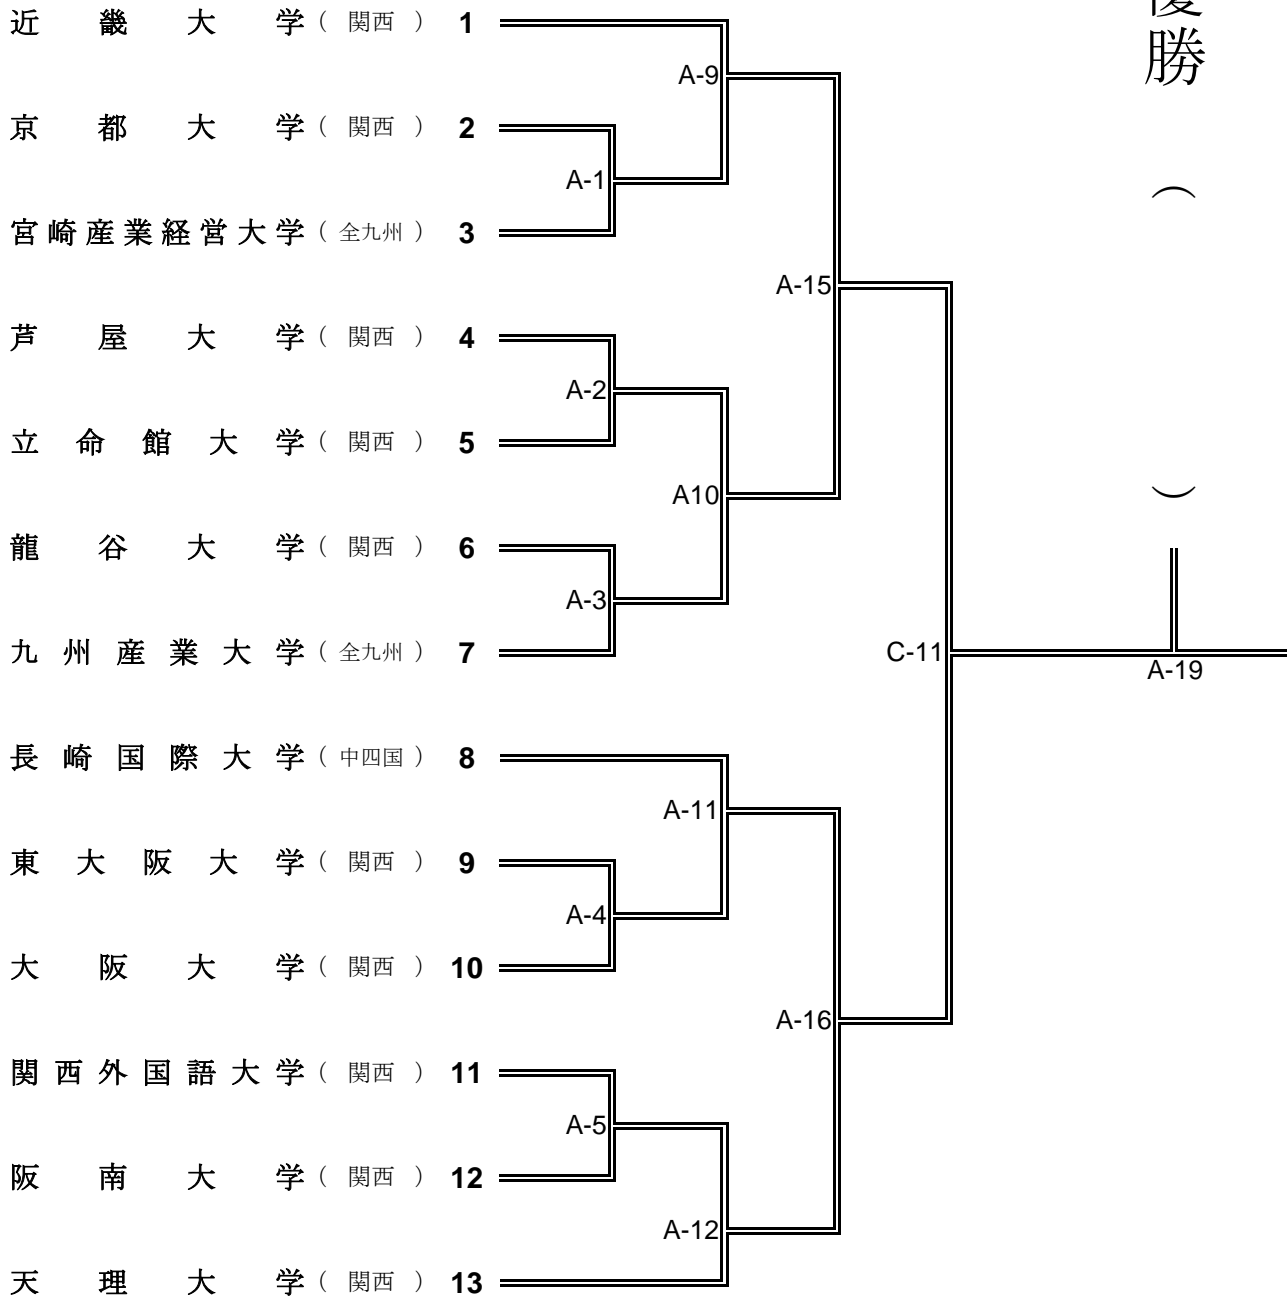 近畿大学（関西）1
A-9
京都大学（関西）2
A-1
宮崎産業経営大学（全九州）3
A-15
芦屋大学（関西）4
A-2
立命館大学（関西）5
A10
龍谷大学（関西）6
A-3
九州産業大学（全九州）7
C-11
長崎国際大学（中四国）8
A-11
東大阪大学（関西）9
A-4
大阪大学（関西）10
A-16
関西外国語大学（関西）11
A-5
阪南大学（関西）12
A-12
天理大学（関西）13
優勝（　）
A-19